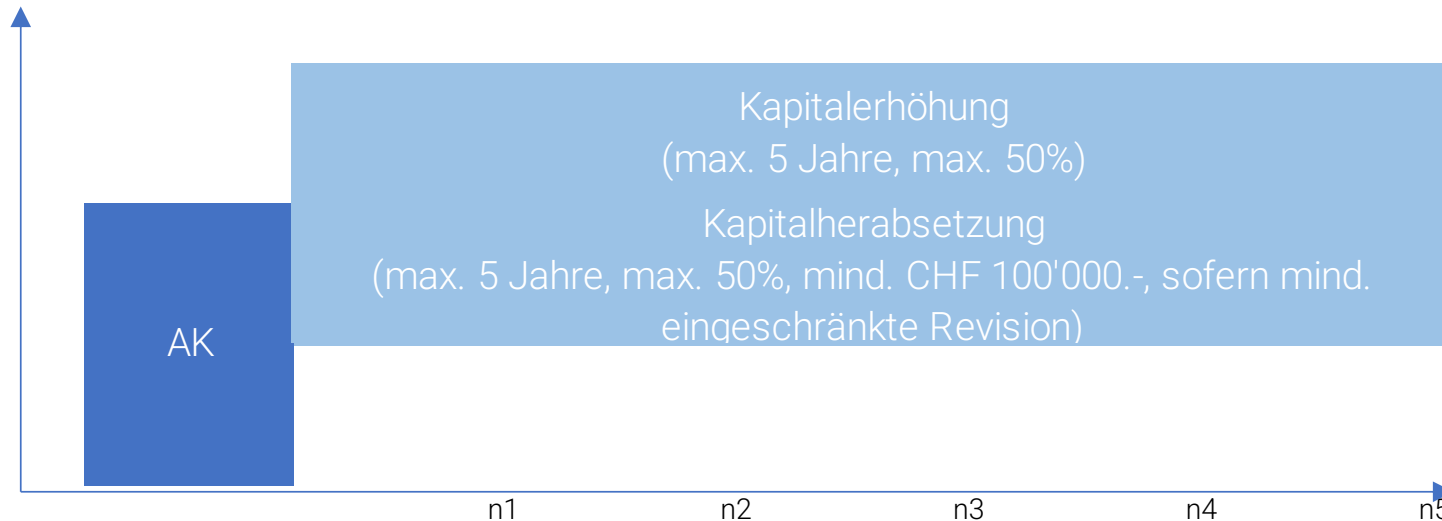 Kapitalerhöhung
(max. 5 Jahre, max. 50%)
Kapitalherabsetzung
(max. 5 Jahre, max. 50%, mind. CHF 100'000.-, sofern mind.
eingeschränkte Revision)
AK
n1 n2 n3 n4 n5